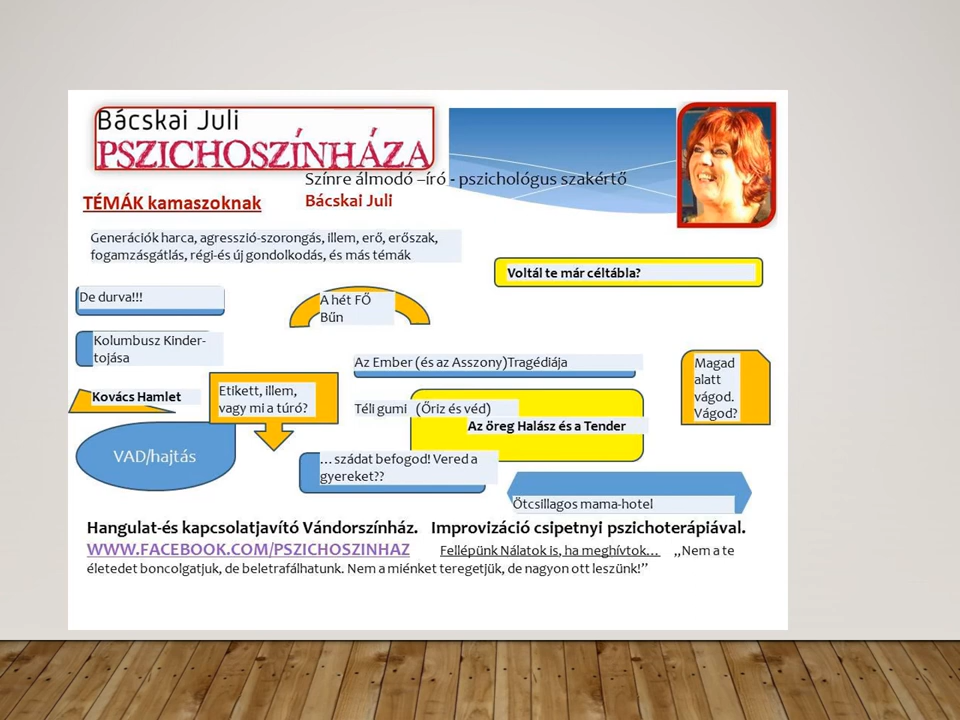 Bácskai Juli
PSZICHOSZÍNHÁZA
Színre álmodó –író - pszichológus szakértő
TÉMÁK kamaszoknak
Bácskai Juli
Generációk harca, agresszió-szorongás, illem, erő, erőszak,
fogamzásgátlás, régi-és új gondolkodás, és más témák
Voltál te már céltábla?
De durva!!!
A hét FŐ
Bűn
Kolumbusz Kinder-
tojása
Az Ember (és az Asszony)Tragédiája
Magad
alatt
vágod.
Vágod?
Kovács Hamlet
Etikett, illem,
vagy mi a túró?
Téli gumi (Őriz és véd)
Az öreg Halász és a Tender
VAD/hajtás
... szádat befogod! Vered a
gyereket??
Ötcsillagos mama-hotel
Hangulat-és kapcsolatjavító Vándorszínház. Improvizáció csipetnyi pszichoterápiával.
WWW.FACEBOOK.COM/PSZICHOSZINHAZ Fellépünk Nálatok is, ha meghívtok... „Nem a te
életedet boncolgatjuk, de beletrafálhatunk. Nem a miénket teregetjük, de nagyon ott leszünk!”